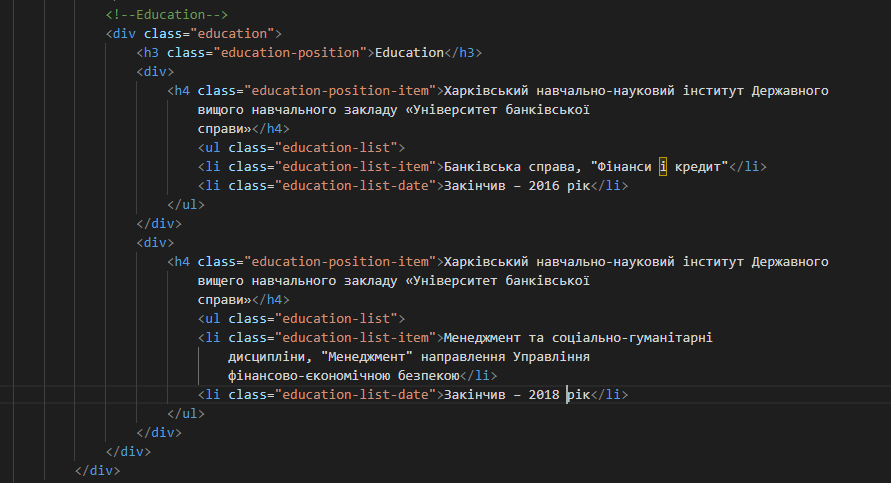 <!--Education-->
<div class="education">
<h3 class="education-position">Education</h3>
<div>
<h4 class="education-position-item">Харківський навчально-науковий інститут Державного
вищого навчального закладу «Університет банківської
справи»</h4>
<ul class="education-list">
<li class="education-list-item">Банківська справа, "Фінанси і кредит"</li>
<li class="education-list-date">Закінчив – 2016 рік</li>
</ul>
</div>
<div>
<h4 class="education-position-item">Харківський навчально-науковий інститут Державного
вищего навчального закладу «Університет банківської
справи»</h4>
<ul class="education-list">
<li class="education-list-item">Менеджмент та соціально-гуманітарні
дисципліни, "Менеджмент" направлення Управління
фінансово-єкономічною безпекою</li>
<li class="education-list-date">Закінчив – 2018 рік</li>
</ul>
</div>
</div>
</div>